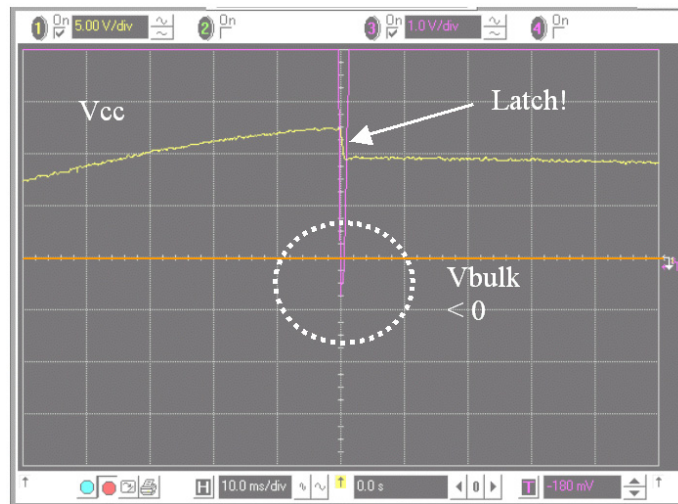 1 On 5.00 V/div 2 On 3 On 1.0 V/div 4 On
Vcc
Latch!
Vbulk
< 0
H 10.0 ms/div 0.0 s 0 T -180 mV